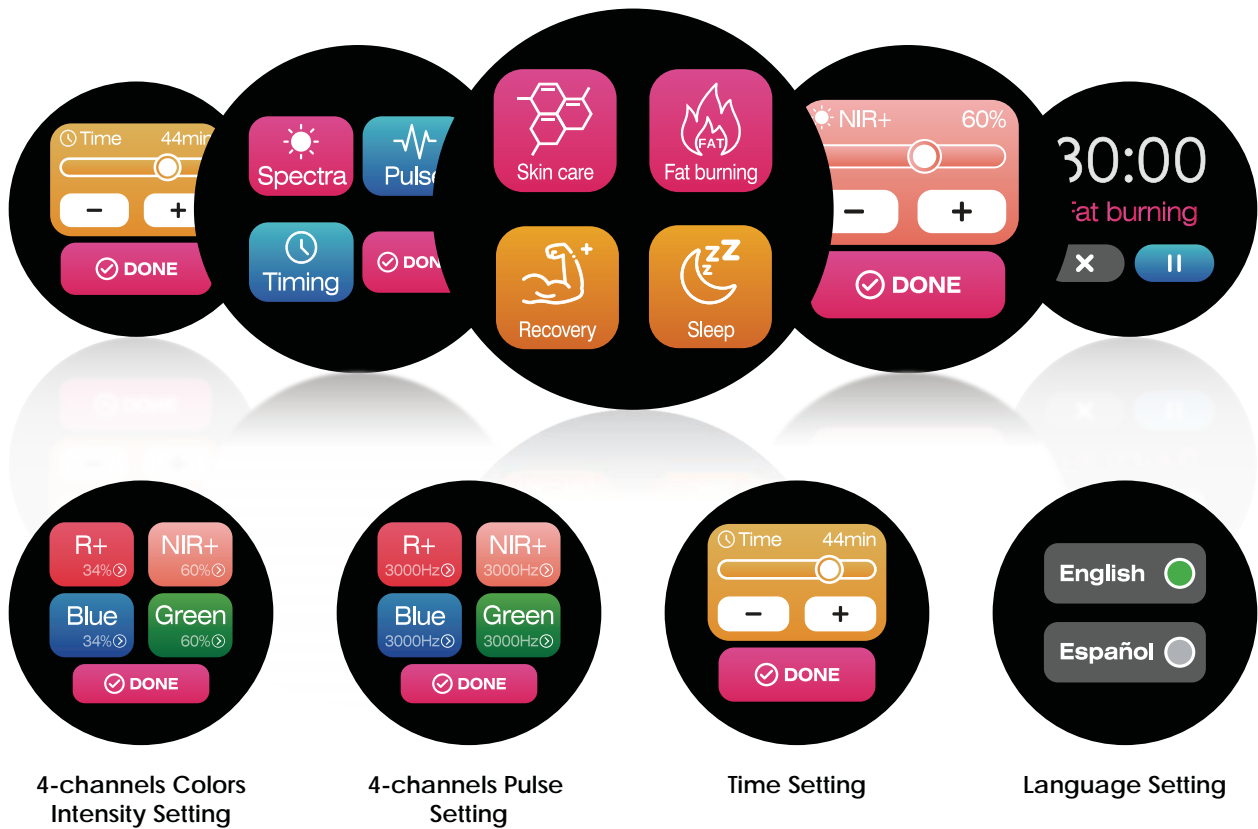 Time 44min
DONE
Spectra
Pulse
Timing
DON
Skin care
FAT
Fat burning
Recovery
zzz
Sleep
NIR+ 60%
DONE
30:00
Fat burning
R+
34%
NIR+
60%
Blue
34%
Green
60%
DONE
4-channels Colors
Intensity Setting
R+
3000Hz
NIR+
3000Hz
Blue
3000Hz
Green
3000Hz
DONE
4-channels Pulse
Setting
Time 44min
DONE
Time Setting
English
Español
Language Setting